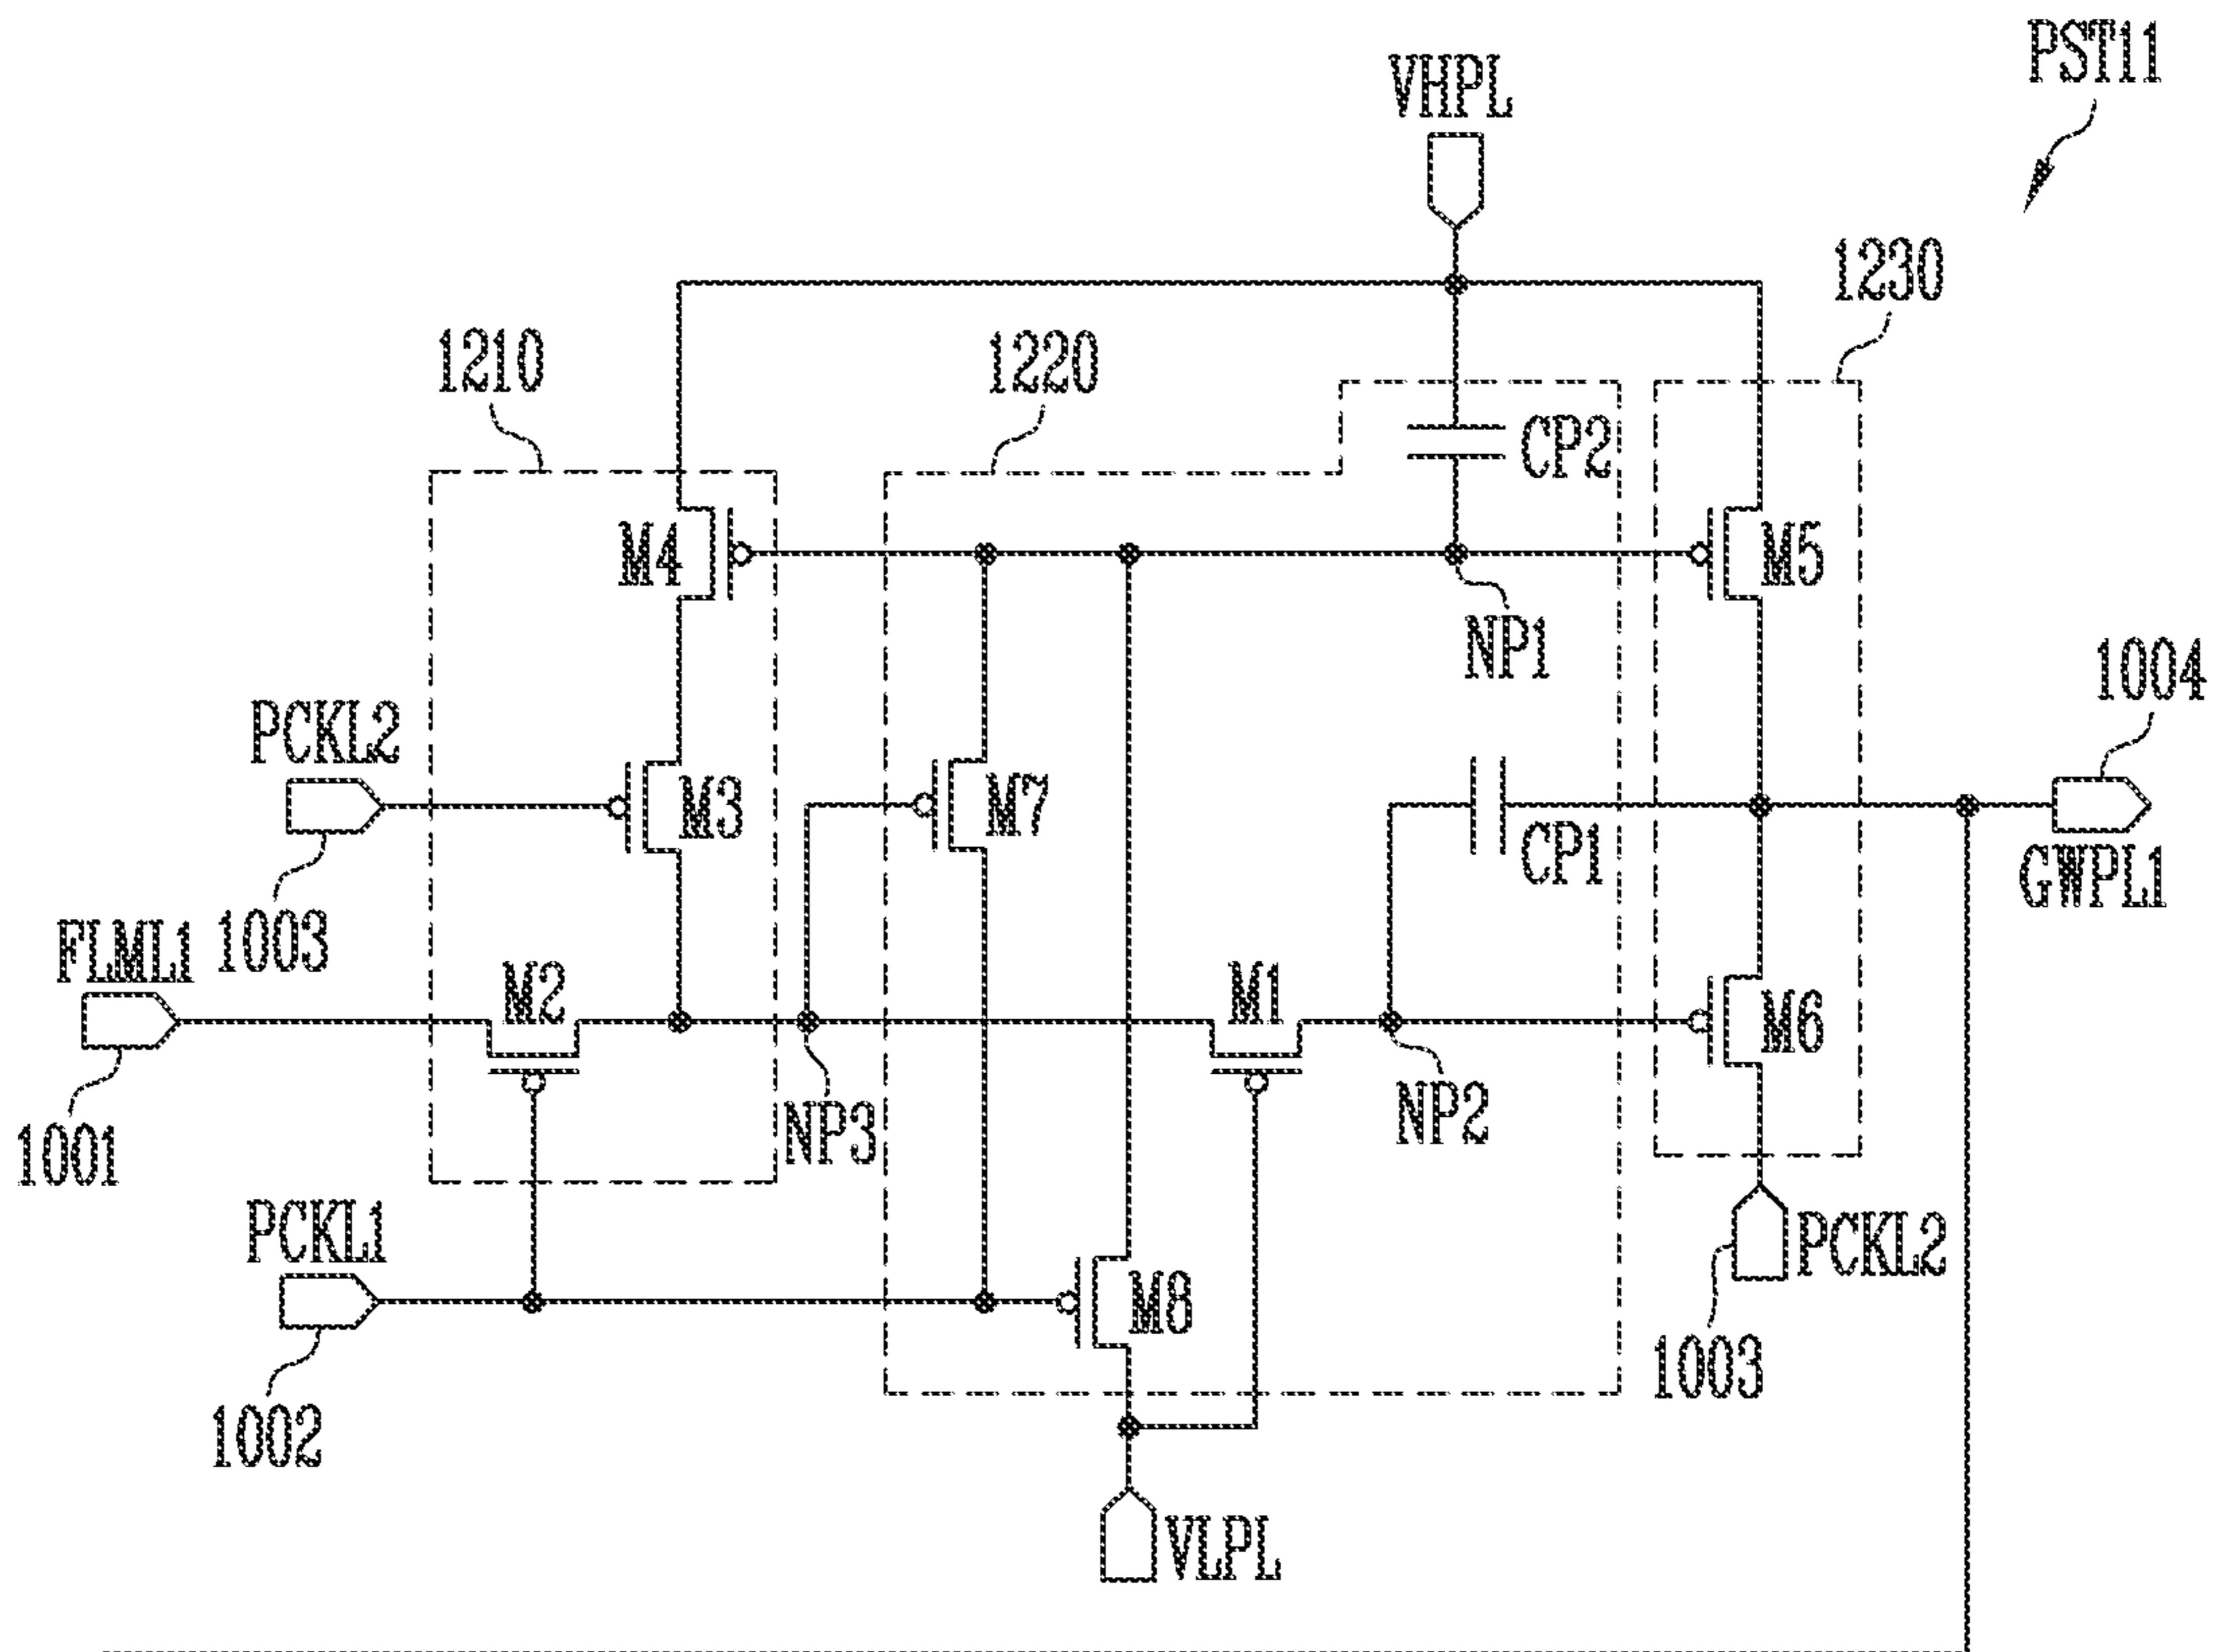 PST11
VHPL
1230
1210
1220
CP2
M4
M5
NP1
1004
PCKL2
M3
M7
CP1
GWPL1
1003
FLML1
M2
M1
M6
NP3
NP2
1001
PCKL1
M8
PCKL2
1003
1002
VLPL